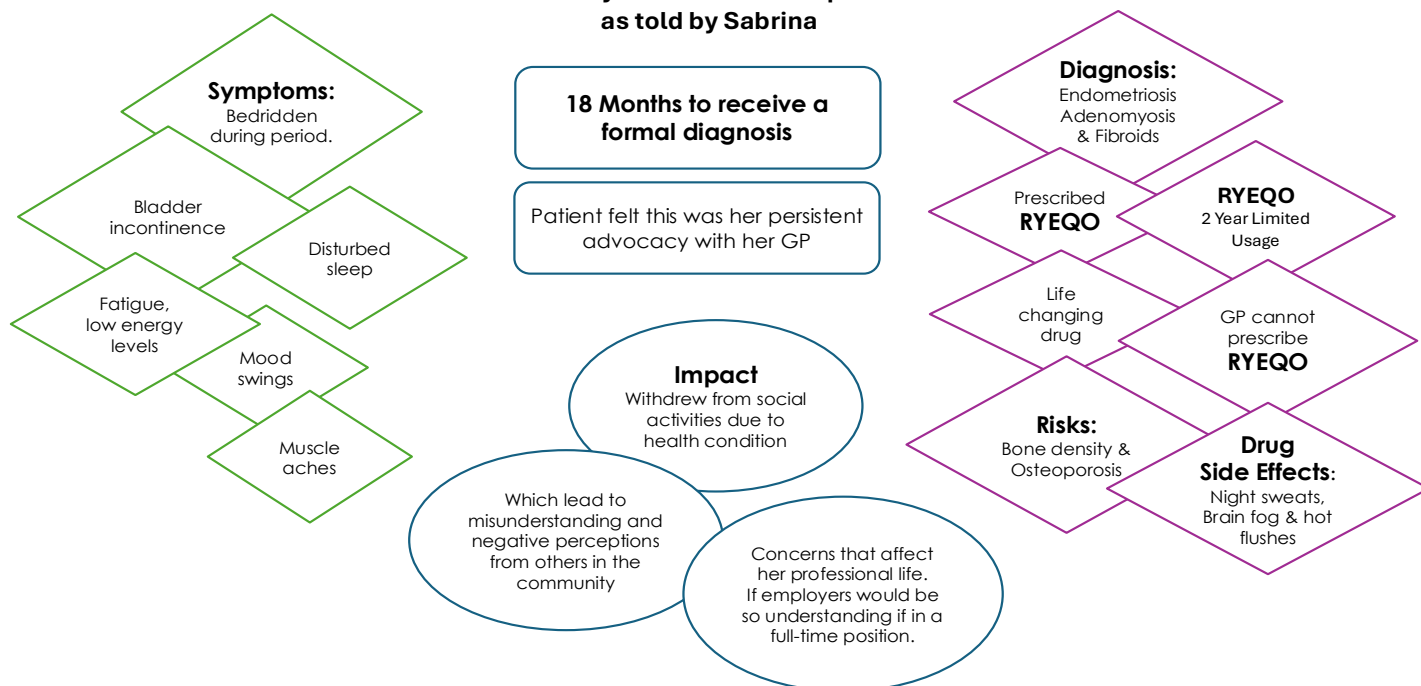 as told by Sabrina
Symptoms:
Bedridden
during period.
Bladder
incontinence
Disturbed
sleep
Fatigue,
low energy
levels
Mood
swings
Muscle
aches
18 Months to receive a
formal diagnosis
Patient felt this was her persistent
advocacy with her GP
Impact
Withdrew from social
activities due to
health condition
Which lead to
misunderstanding and
negative perceptions
from others in the
community
Concerns that affect
her professional life.
If employers would be
so understanding if in a
full-time position.
Diagnosis:
Endometriosis
Adenomyosis
& Fibroids
Prescribed
RYEQO
RYEQO
2 Year Limited
Usage
Life
changing
drug
GP cannot
prescribe
RYEQO
Risks:
Bone density &
Osteoporosis
Drug
Side Effects:
Night sweats,
Brain fog & hot
flushes